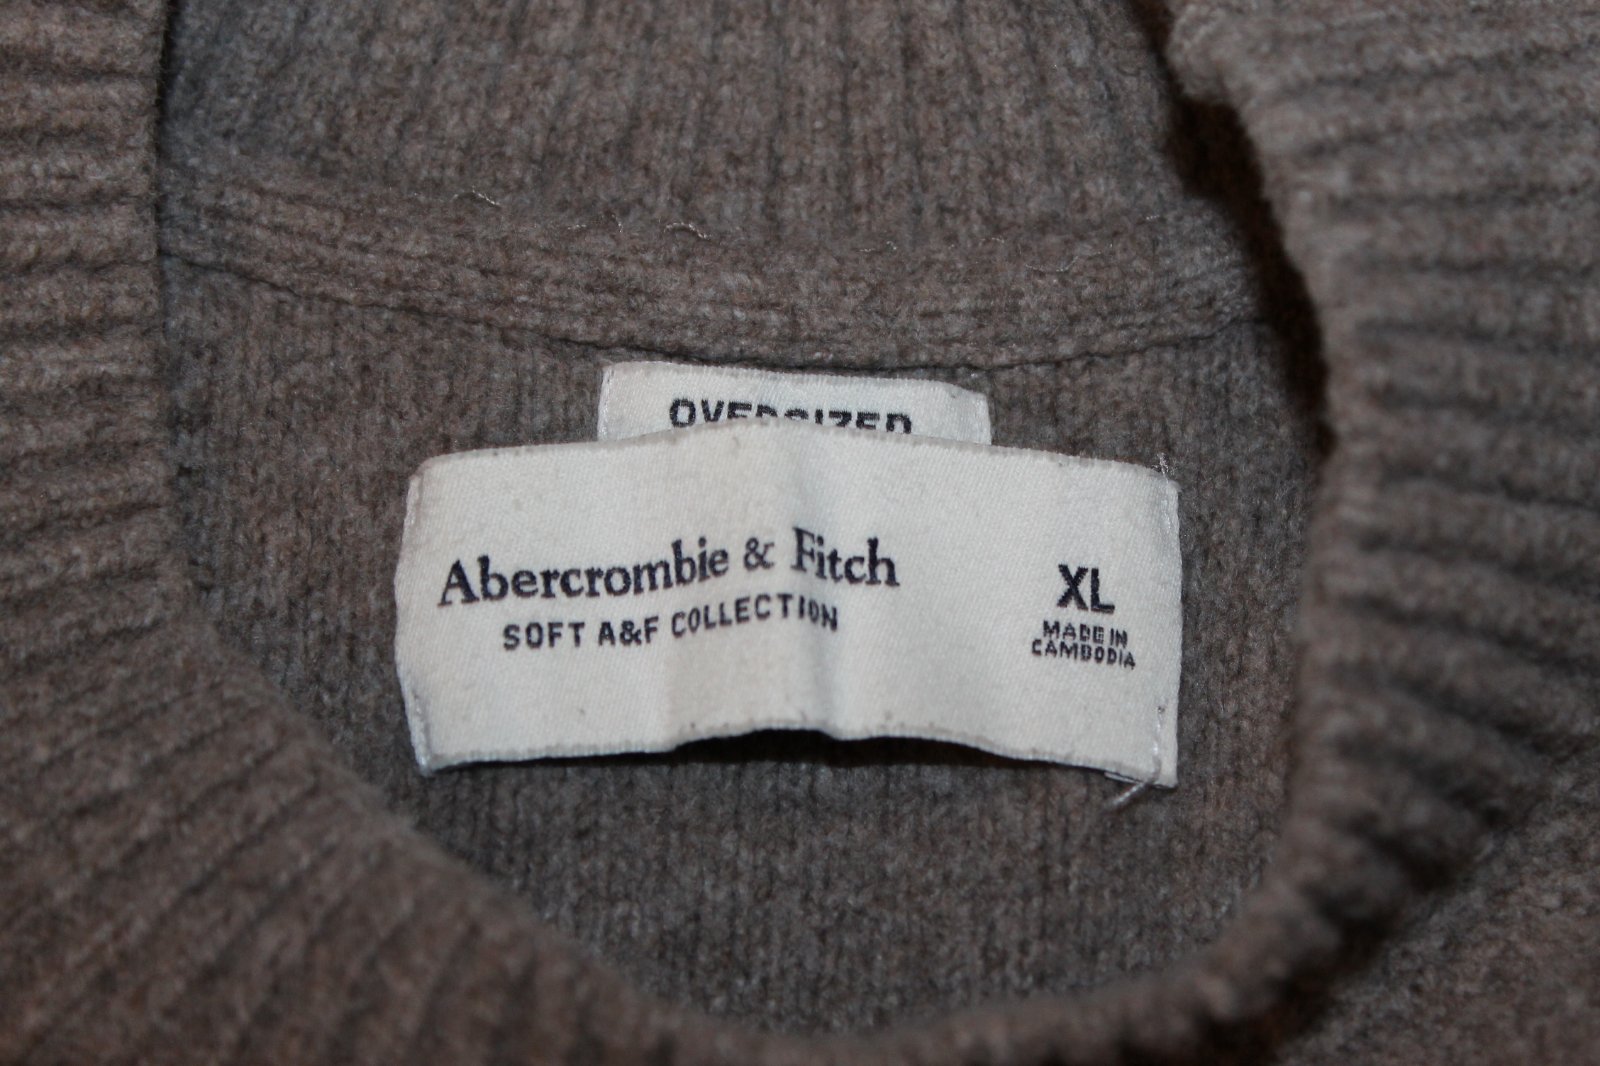 OVERSIZED
Abercrombie & Fitch
SOFT A&F COLLECTION
XL
MADE IN
CAMBODIA